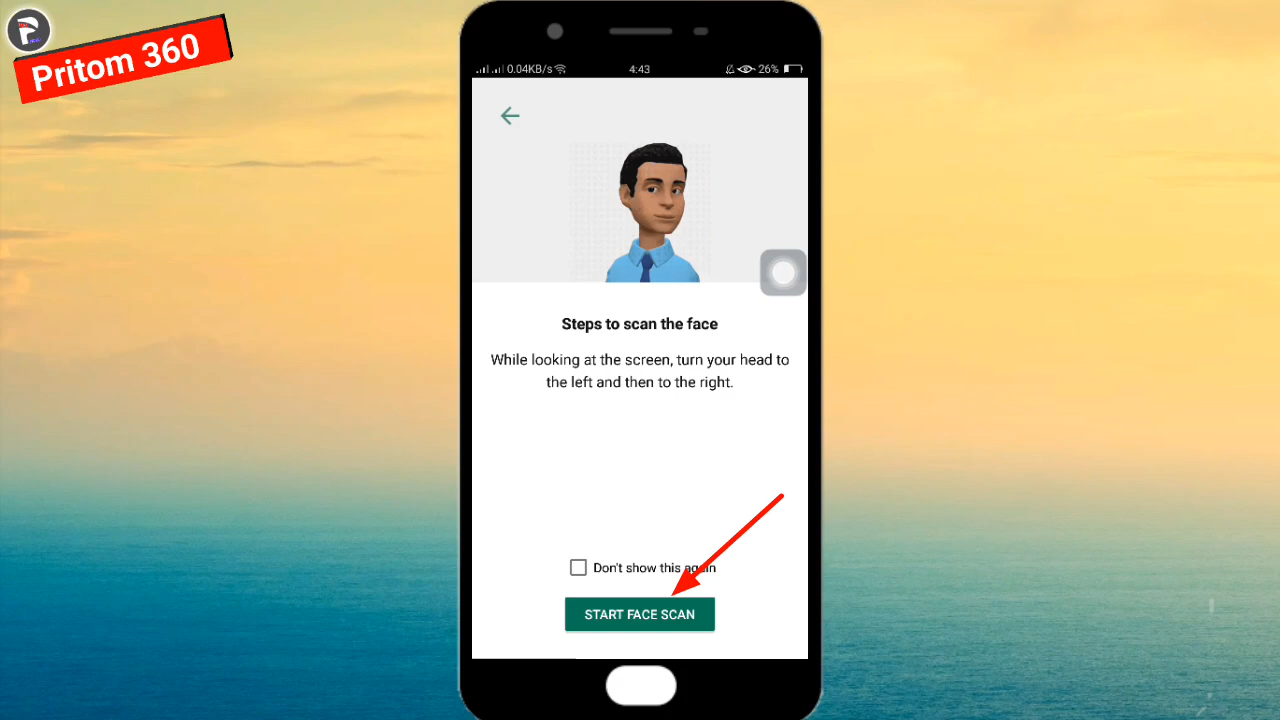 Pritom 360
0.04KB/s 4:43 26%
Steps to scan the face
While looking at the screen, turn your head to
the left and then to the right.
Don't show this again
START FACE SCAN